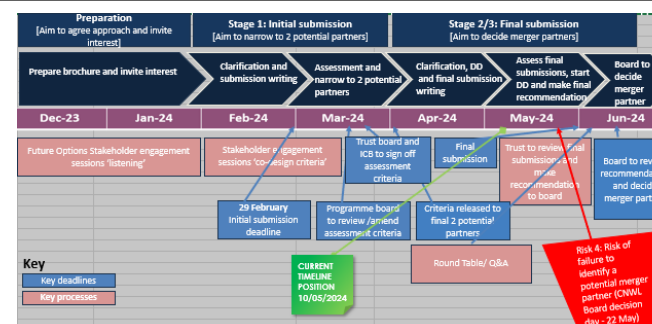 Preparation
[Aim to agree approach and invite
interest]
Stage 1: Initial submission
[Aim to narrow to 2 potential partners]
Stage 2/3: Final submission
[Aim to decide merger partners]
Prepare brochure and invite interest
Clarification and
submission writing
Assessment and
narrow to 2 potential
partners
Clarification, DD
and final submission
writing
Assess final
submissions, start
DD and make final
recommendation
Board to
decide
merger
partner
Dec-23
Jan-24
Feb-24
Mar-24
Apr-24
May-24
Jun-24
Future Options Stakeholder engagement
sessions 'listening'
Stakeholder engagement
sessions 'co-design criteria'
Trust board and
ICB to sign off
assessment
criteria
Final
submission
Trust to review final
submissions and
make
recommendation
to board
Board to rev
recommenda
and decid
merger part
29 February
Initial submission
deadline
Programme board
to review /amend
assessment criteria
Criteria released to
final 2 potential
partners
Round Table/ Q&A
CURRENT
TIMELINE
POSITION
10/05/2024
Risk 4: Risk of
failure to
identify a
potential merger
partner (CNWL
Board decision
day - 22 May)
Key
Key deadlines
Key processes